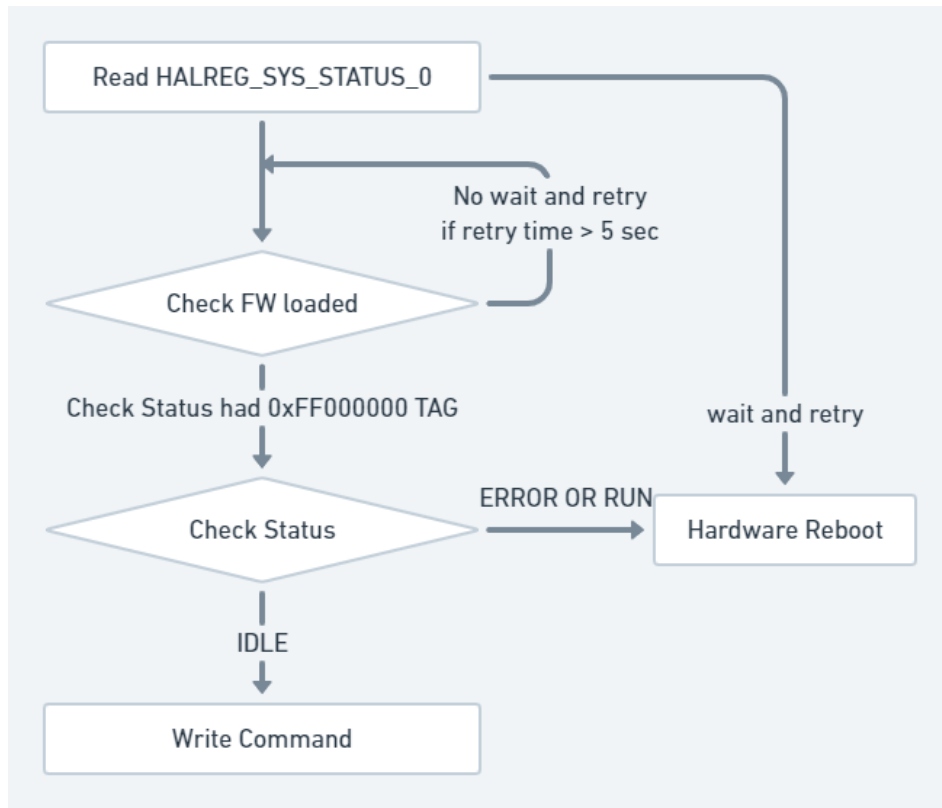 Read HALREG_SYS_STATUS_0
No wait and retry
if retry time > 5 sec
Check FW loaded
Check Status had 0xFF000000 TAG
wait and retry
ERROR OR RUN
Check Status
Hardware Reboot
IDLE
Write Command